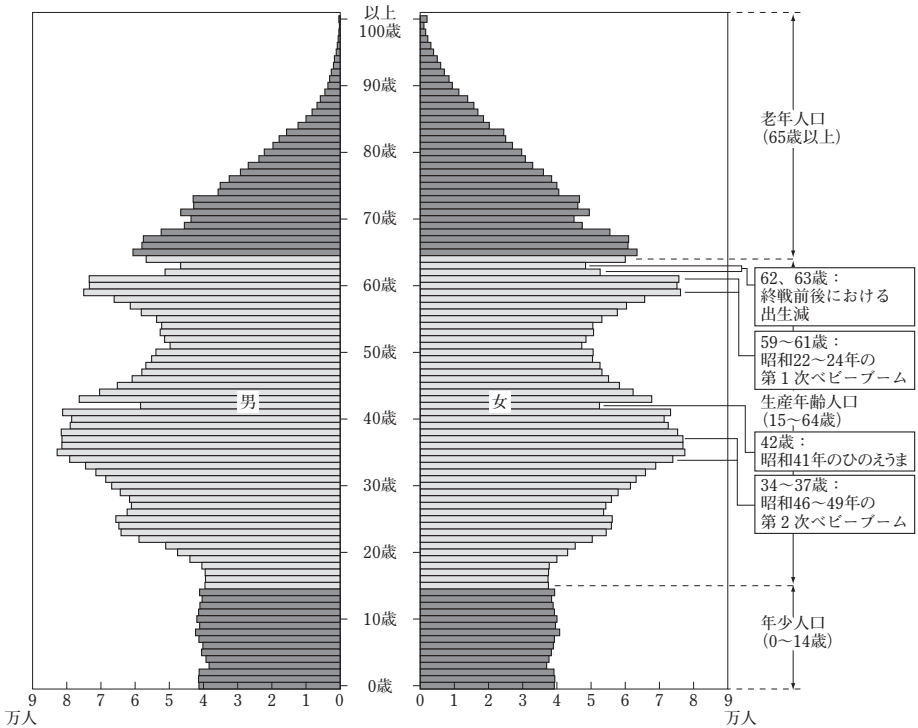 以上
100歳
90歳
80歳
70歳
60歳
50歳
40歳
30歳
20歳
10歳
0歳
男
女
老年人口
(65歳以上)
62、63歳：
終戦前後における
出生減
59～61歳：
昭和22～24年の
第１次ベビーブーム
生産年齢人口
(15～64歳)
42歳：
昭和41年のひのえうま
34～37歳：
昭和46～49年の
第２次ベビーブーム
年少人口
(0～14歳)
9 8 7 6 5 4 3 2 1 0
万人
0 1 2 3 4 5 6 7 8 9
万人